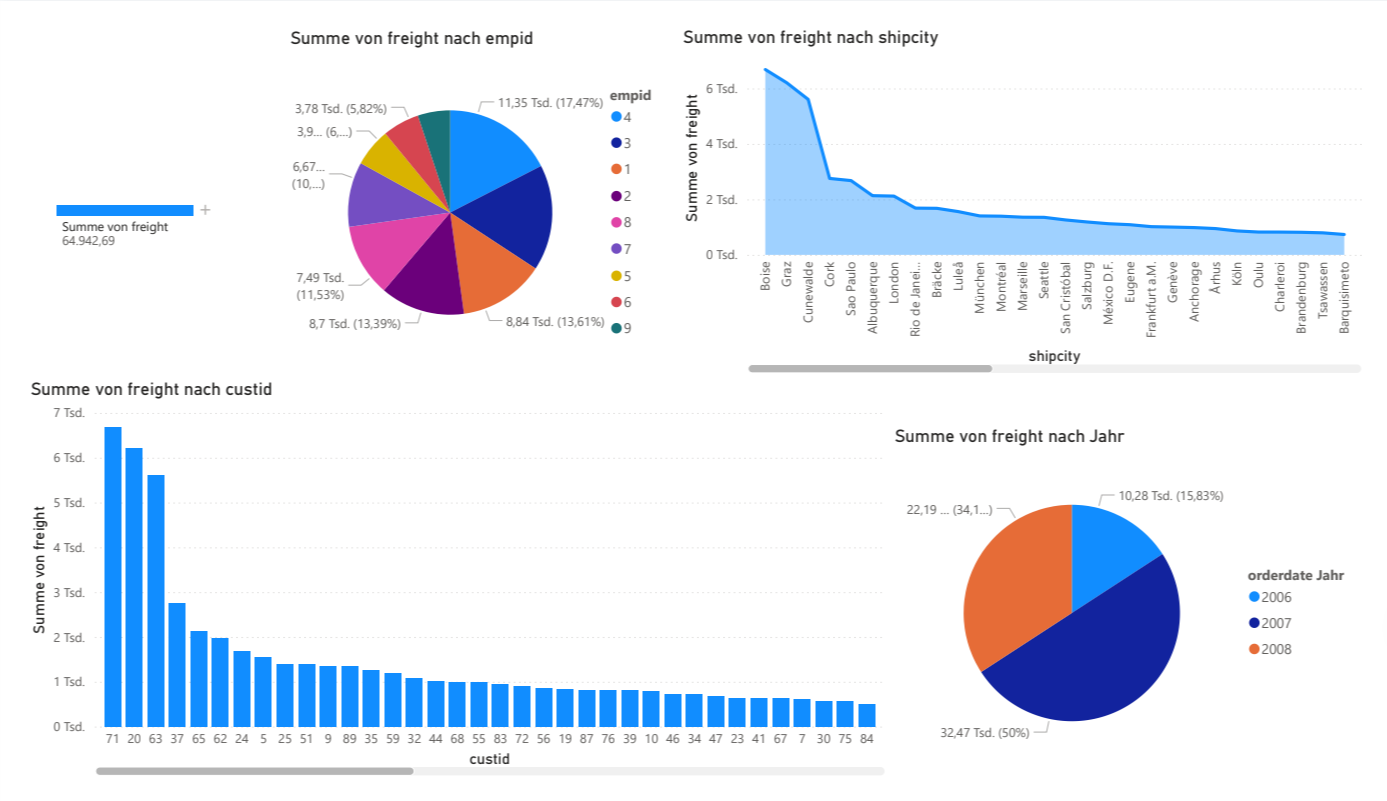 Summe von freight
64.942,69
Summe von freight nach empid
3,78 Tsd. (5,82%)
3,9... (6,...)
6,67...
(10,...)
7,49 Tsd.
(11,53%)
8,7 Tsd. (13,39%)
8,84 Tsd. (13,61%)
11,35 Tsd. (17,47%)
empid
4
3
1
2
8
7
5
6
9
Summe von freight nach shipcity
Summe von freight
6 Tsd.
4 Tsd.
2 Tsd.
0 Tsd.
Boise
Graz
Cunewalde
Cork
Sao Paulo
Albuquerque
London
Rio de Janei...
Bräcke
Luleå
München
Montréal
Marseille
Seattle
San Cristóbal
Salzburg
México D.F.
Eugene
Frankfurt a.M.
Genève
Anchorage
Århus
Köln
Oulu
Charleroi
Brandenburg
Tsawassen
Barquisimeto
shipcity
Summe von freight nach custid
Summe von freight
7 Tsd.
6 Tsd.
5 Tsd.
4 Tsd.
3 Tsd.
2 Tsd.
1 Tsd.
0 Tsd.
71 20 63 37 65 62 24 5 25 51 9 89 35 59 32 44 68 55 83 72 56 19 87 76 39 10 46 34 47 23 41 67 7 30 75 84
custid
Summe von freight nach Jahr
10,28 Tsd. (15,83%)
22,19 ... (34,1...)
32,47 Tsd. (50%)
orderdate Jahr
2006
2007
2008